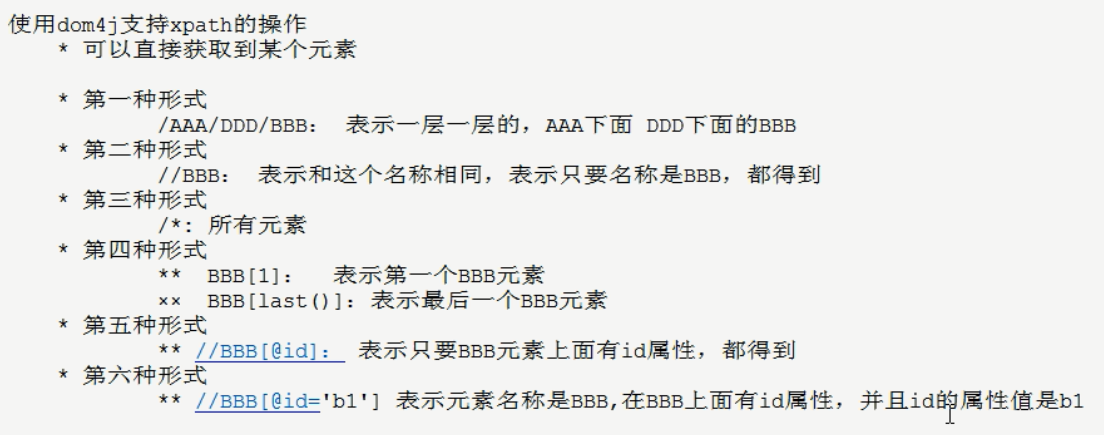 使用dom4j支持xpath的操作
* 可以直接获取到某个元素
* 第一种形式
/AAA/DDD/BBB： 表示一层一层的，AAA下面 DDD下面的BBB
* 第二种形式
//BBB： 表示和这个名称相同，表示只要名称是BBB，都得到
* 第三种形式
/*: 所有元素
* 第四种形式
** BBB[1]： 表示第一个BBB元素
×× BBB[last()]：表示最后一个BBB元素
* 第五种形式
** //BBB[@id]： 表示只要BBB元素上面有id属性，都得到
* 第六种形式
** //BBB[@id='b1'] 表示元素名称是BBB,在BBB上面有id属性，并且id的属性值是b1